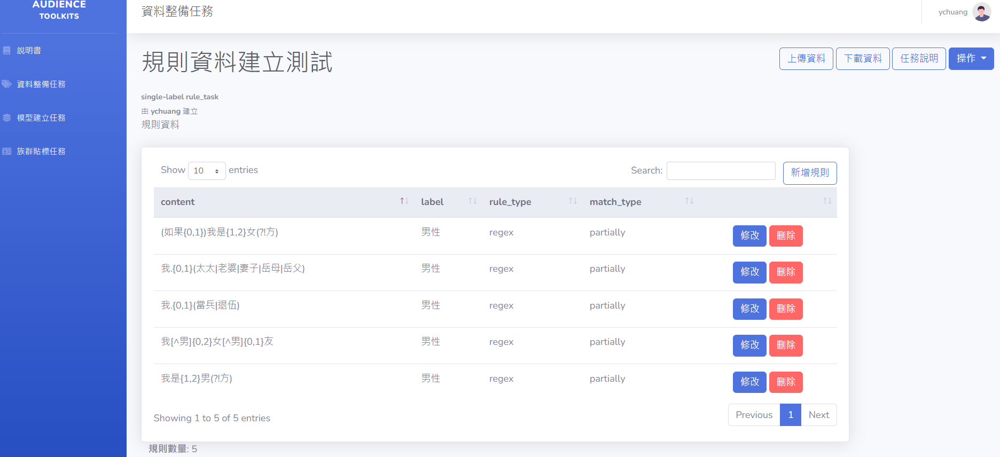 AUDIENCE
TOOLKITS
說明書
資料整備任務
模型建立任務
族群貼標任務
資料整備任務
ychuang
規則資料建立測試
上傳資料 下載資料 任務說明 操作
single-label rule_task
由 ychuang 建立
規則資料
Show 10 entries
Search:
新增規則
content label rule_type match_type
(如果{0,1})我是{1,2}女(?!方) 男性 regex partially 修改 刪除
我.{0,1}(太太|老婆|妻子|岳母|岳父) 男性 regex partially 修改 刪除
我.{0,1}(當兵|退伍) 男性 regex partially 修改 刪除
我[^男]{0,2}女[^男]{0,1}友 男性 regex partially 修改 刪除
我是{1,2}男(?!方) 男性 regex partially 修改 刪除
Showing 1 to 5 of 5 entries
Previous 1 Next
規則數量: 5